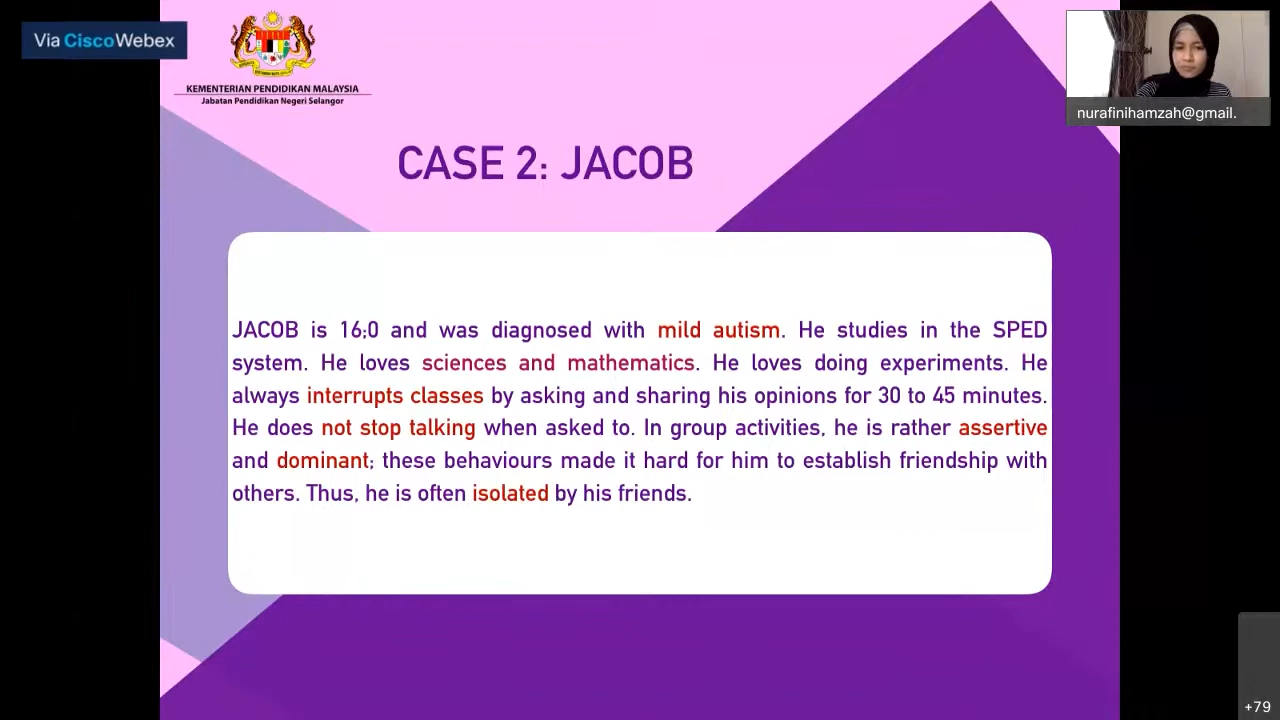 Via Cisco Webex
KEMENTERIAN PENDIDIKAN MALAYSIA
Jabatan Pendidikan Negeri Selangor
nurafinihamzah@gmail.
CASE 2: JACOB
JACOB is 16;0 and was diagnosed with mild autism. He studies in the SPED
system. He loves sciences and mathematics. He loves doing experiments. He
always interrupts classes by asking and sharing his opinions for 30 to 45 minutes.
He does not stop talking when asked to. In group activities, he is rather assertive
and dominant; these behaviours made it hard for him to establish friendship with
others. Thus, he is often isolated by his friends.
+79